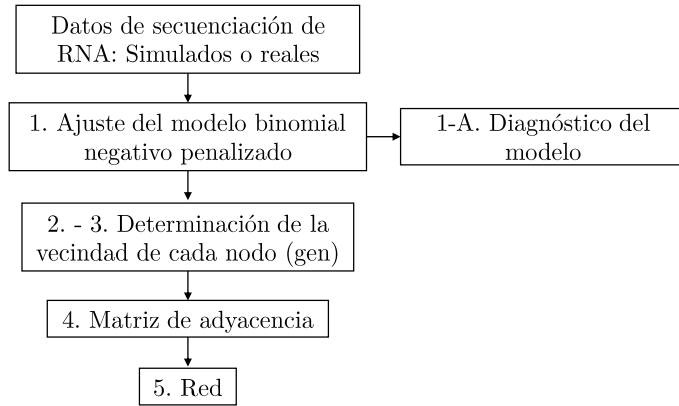 Datos de secuenciación de
RNA: Simulados o reales
1. Ajuste del modelo binomial
negativo penalizado
1-A. Diagnóstico del
modelo
2. - 3. Determinación de la
vecindad de cada nodo (gen)
4. Matriz de adyacencia
5. Red